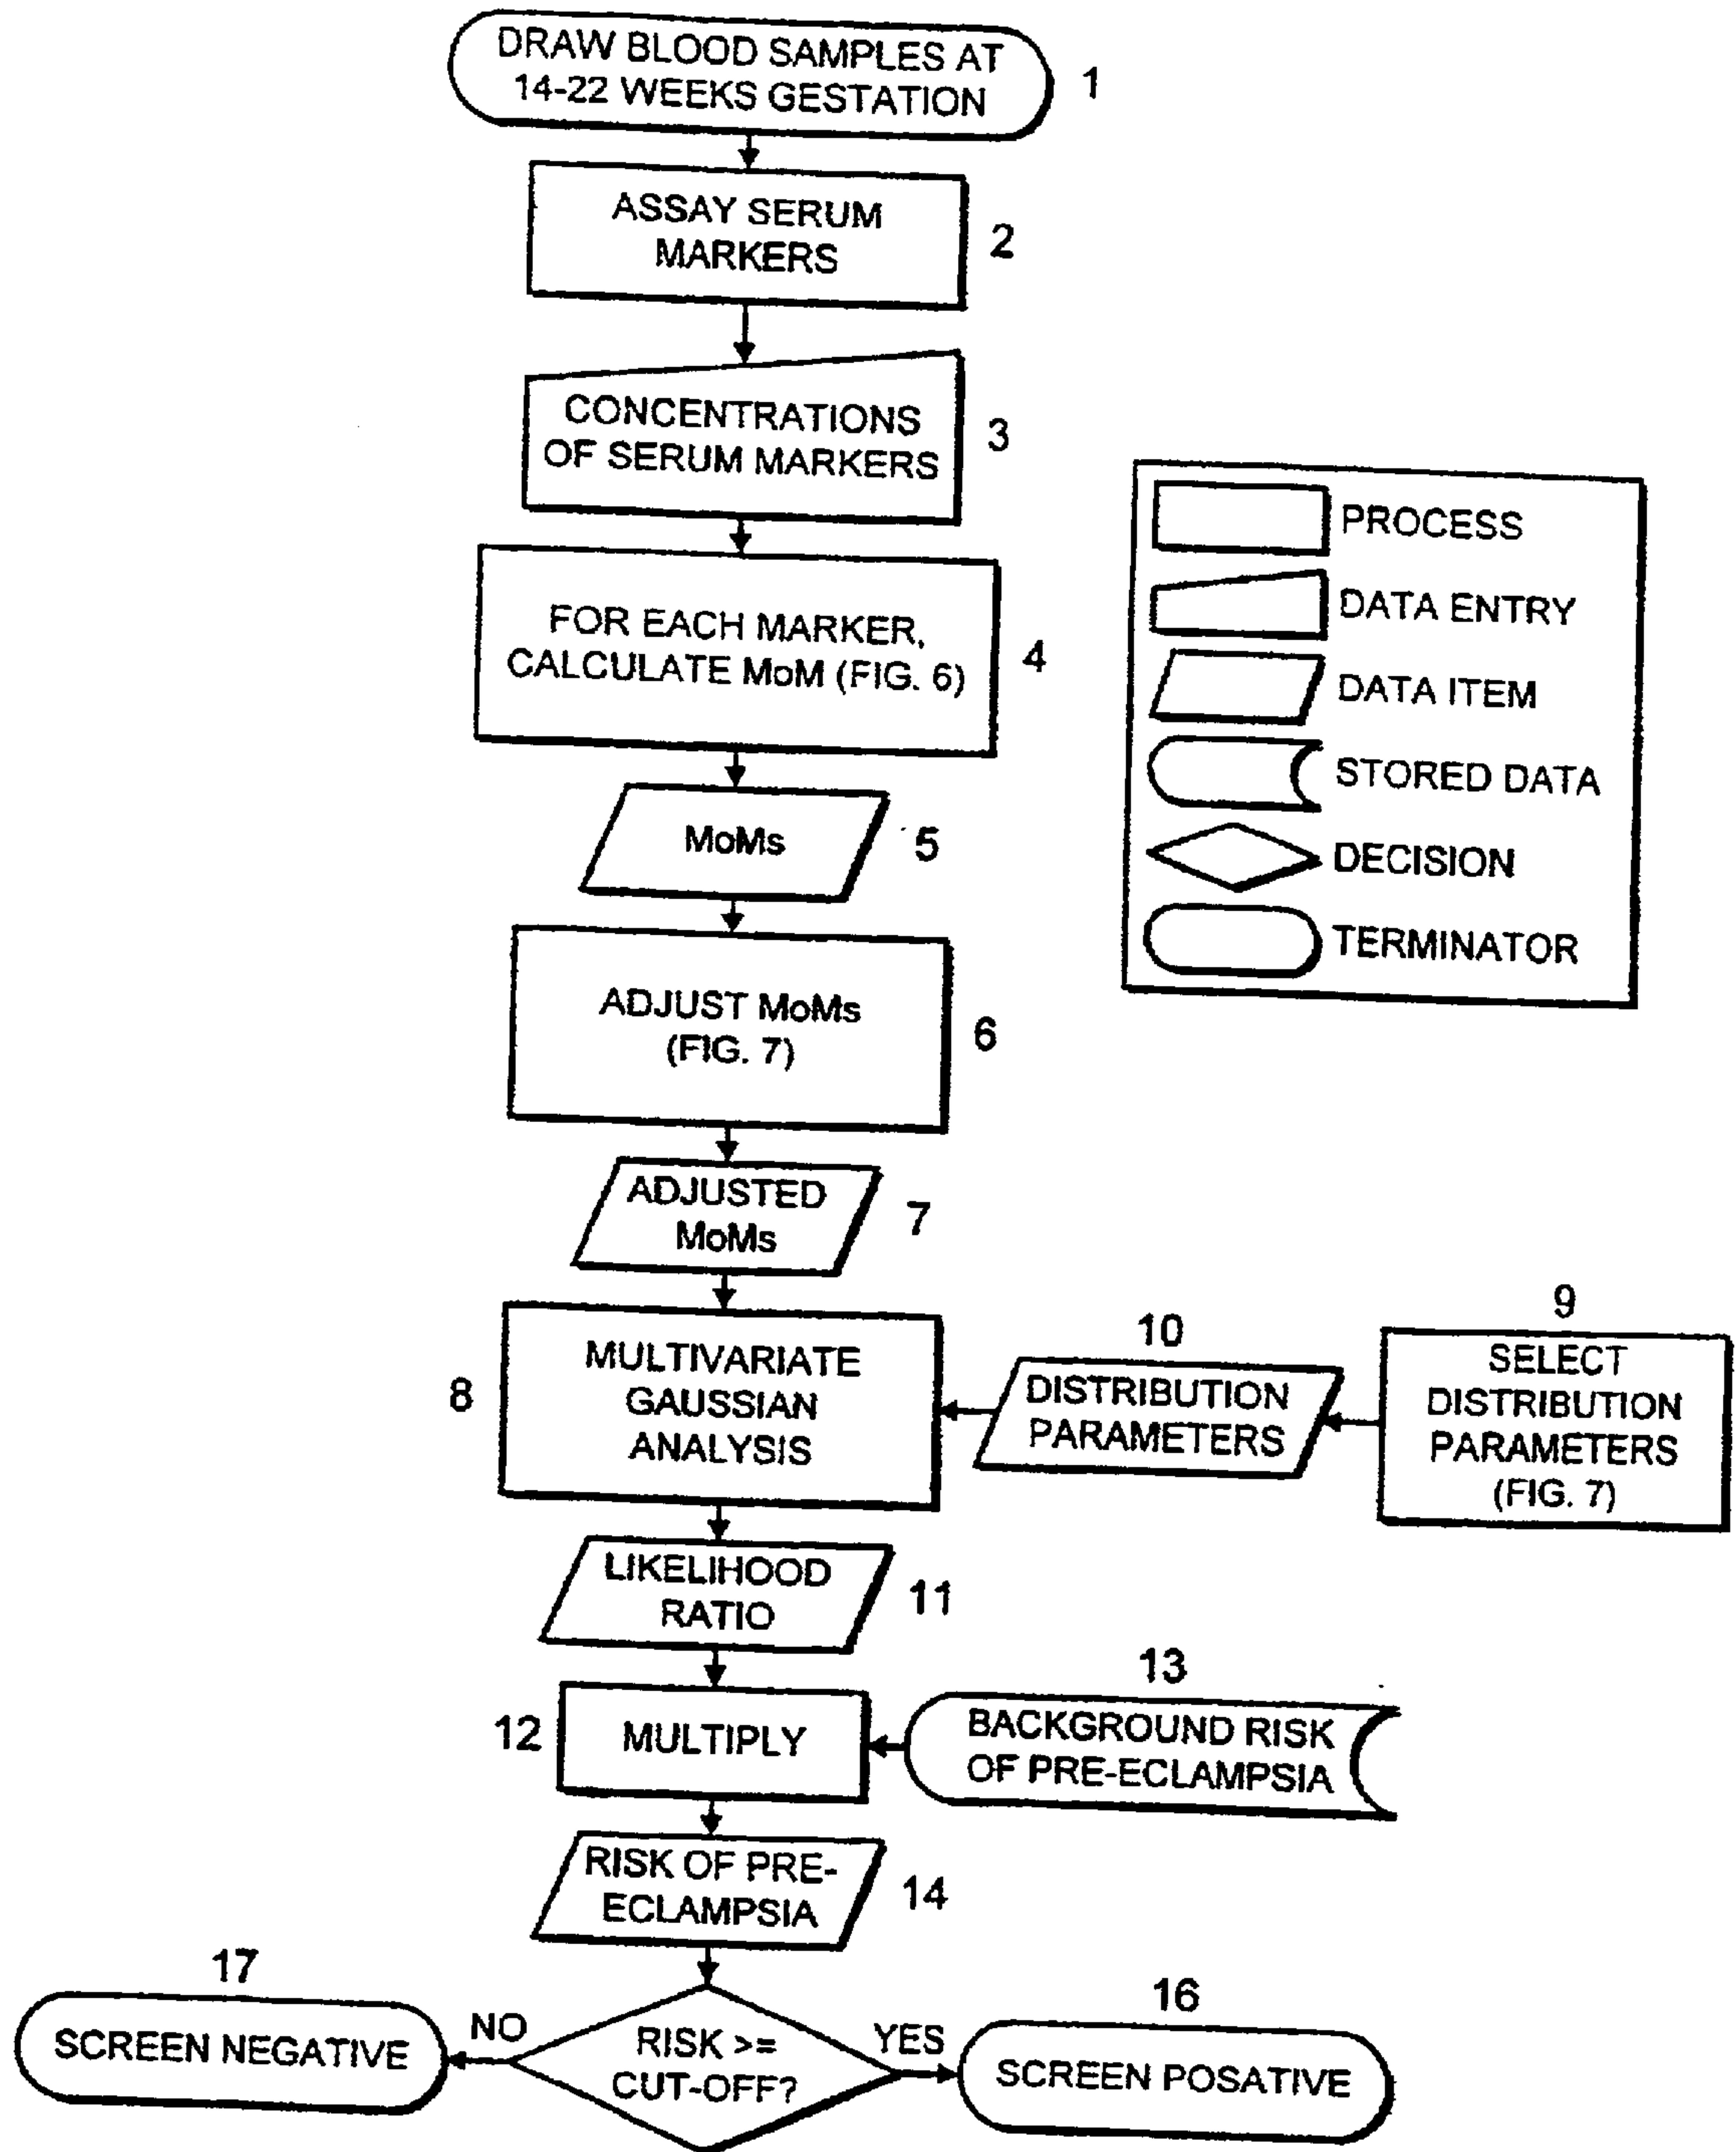 DRAW BLOOD SAMPLES AT
14-22 WEEKS GESTATION
1
ASSAY SERUM
MARKERS
2
CONCENTRATIONS
OF SERUM MARKERS
3
FOR EACH MARKER,
CALCULATE MoM (FIG. 6)
4
MoMs
5
ADJUST MoMs
(FIG. 7)
6
ADJUSTED
MoMs
7
MULTIVARIATE
GAUSSIAN
ANALYSIS
8
10
DISTRIBUTION
PARAMETERS
9
SELECT
DISTRIBUTION
PARAMETERS
(FIG. 7)
LIKELIHOOD
RATIO
11
12
MULTIPLY
13
BACKGROUND RISK
OF PRE-ECLAMPSIA
RISK OF PRE-
ECLAMPSIA
14
RISK >=
CUT-OFF?
NO
17
SCREEN NEGATIVE
YES
16
SCREEN POSATIVE
PROCESS
DATA ENTRY
DATA ITEM
STORED DATA
DECISION
TERMINATOR